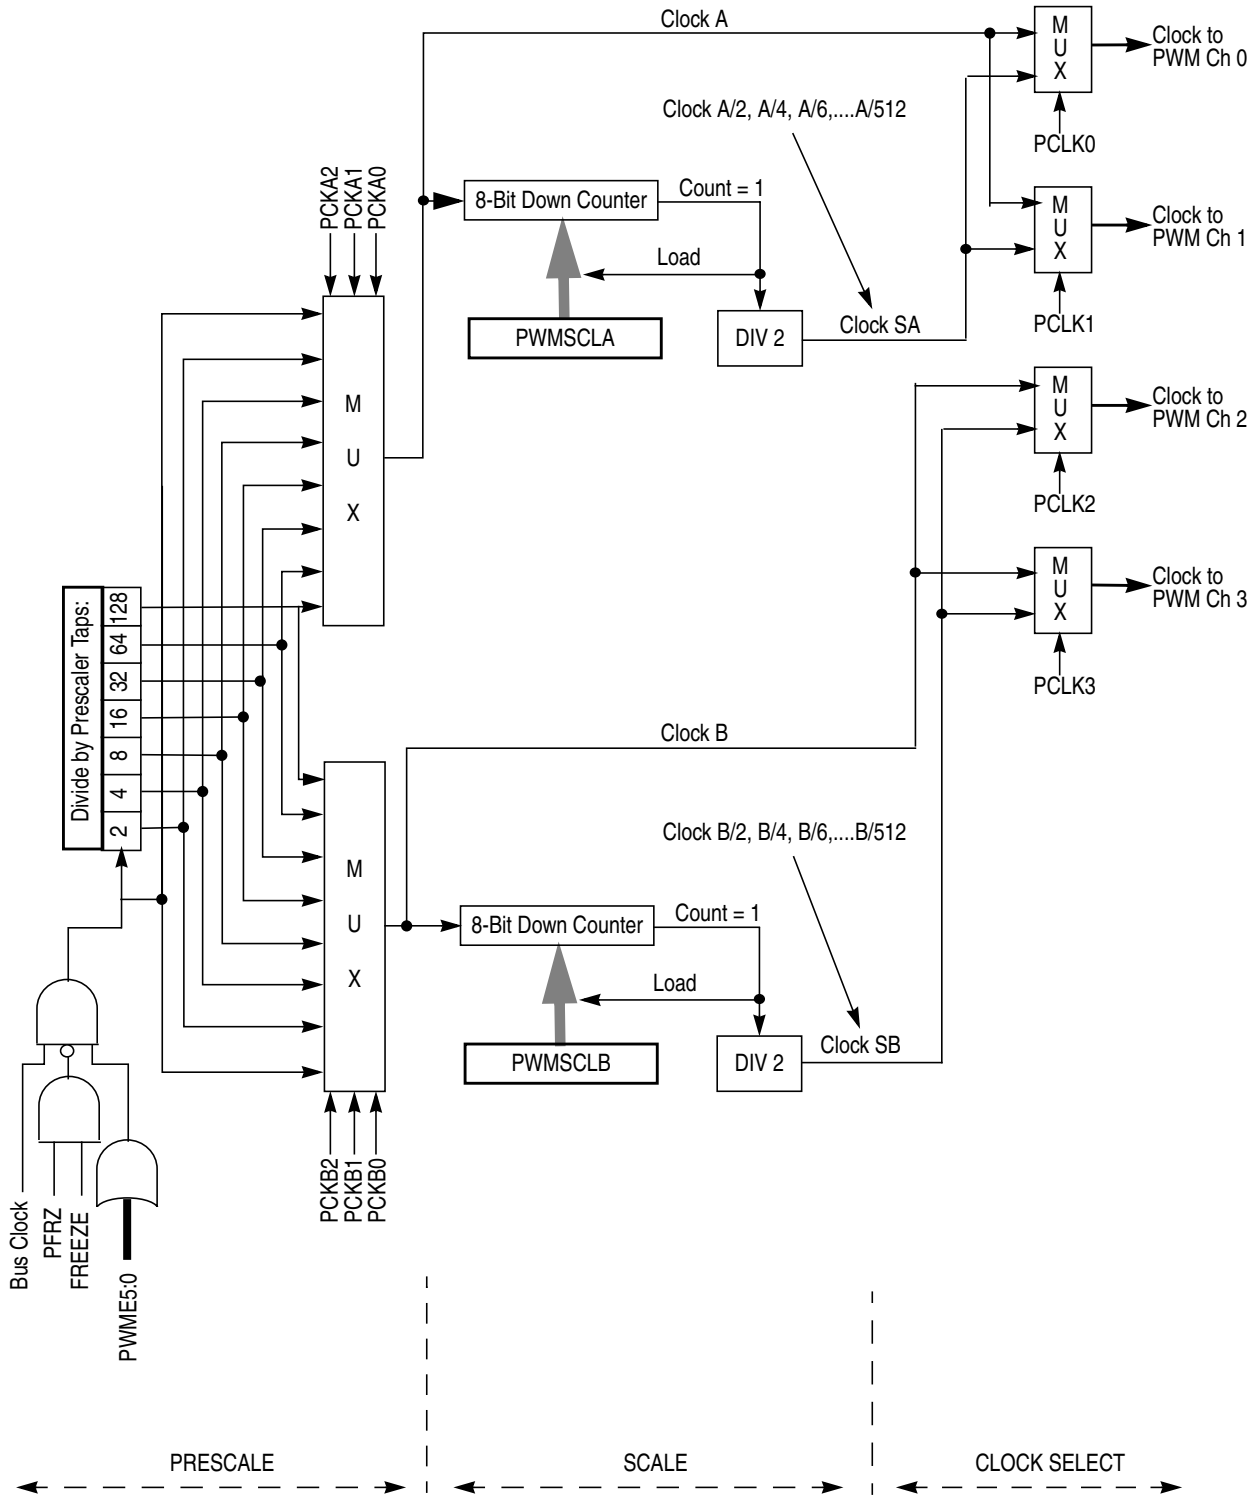 Clock A
M
U
X
Clock to
PWM Ch 0
PCLK0
Clock A/2, A/4, A/6,....A/512
PCKA2
PCKA1
PCKA0
8-Bit Down Counter
Count = 1
Load
PWMSCLA
DIV 2
Clock SA
M
U
X
Clock to
PWM Ch 1
PCLK1
M
U
X
M
U
X
Clock to
PWM Ch 2
PCLK2
M
U
X
Clock to
PWM Ch 3
PCLK3
Divide by Prescaler Taps:
128
64
32
16
8
4
2
Clock B
M
U
X
Clock B/2, B/4, B/6,....B/512
8-Bit Down Counter
Count = 1
Load
PWMSCLB
DIV 2
Clock SB
PCKB2
PCKB1
PCKB0
Bus Clock
PFRZ
FREEZE
PWME5:0
PRESCALE
SCALE
CLOCK SELECT